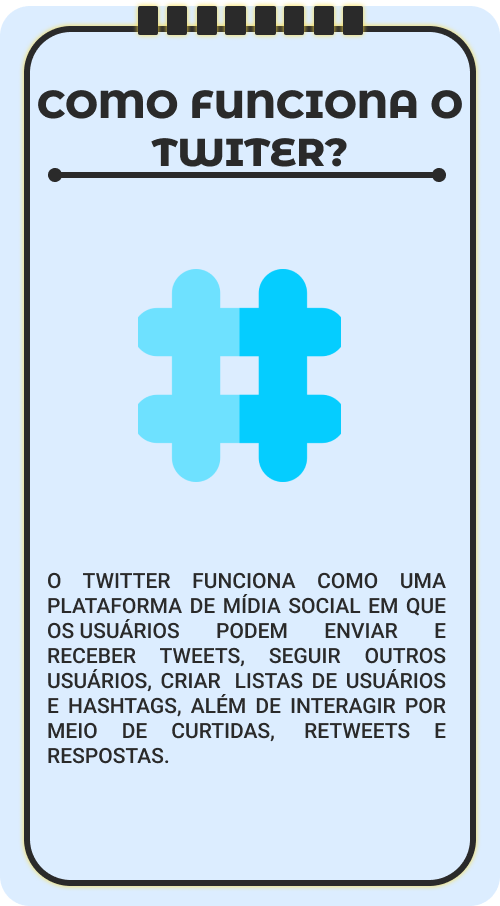 COMO FUNCIONA O
TWITER?
O TWITTER FUNCIONA COMO UMA
PLATAFORMA DE MÍDIA SOCIAL EM QUE
OS USUÁRIOS PODEM ENVIAR E
RECEBER TWEETS, SEGUIR OUTROS
USUÁRIOS, CRIAR LISTAS DE USUÁRIOS
E HASHTAGS, ALÉM DE INTERAGIR POR
MEIO DE CURTIDAS, RETWEETS E
RESPOSTAS.